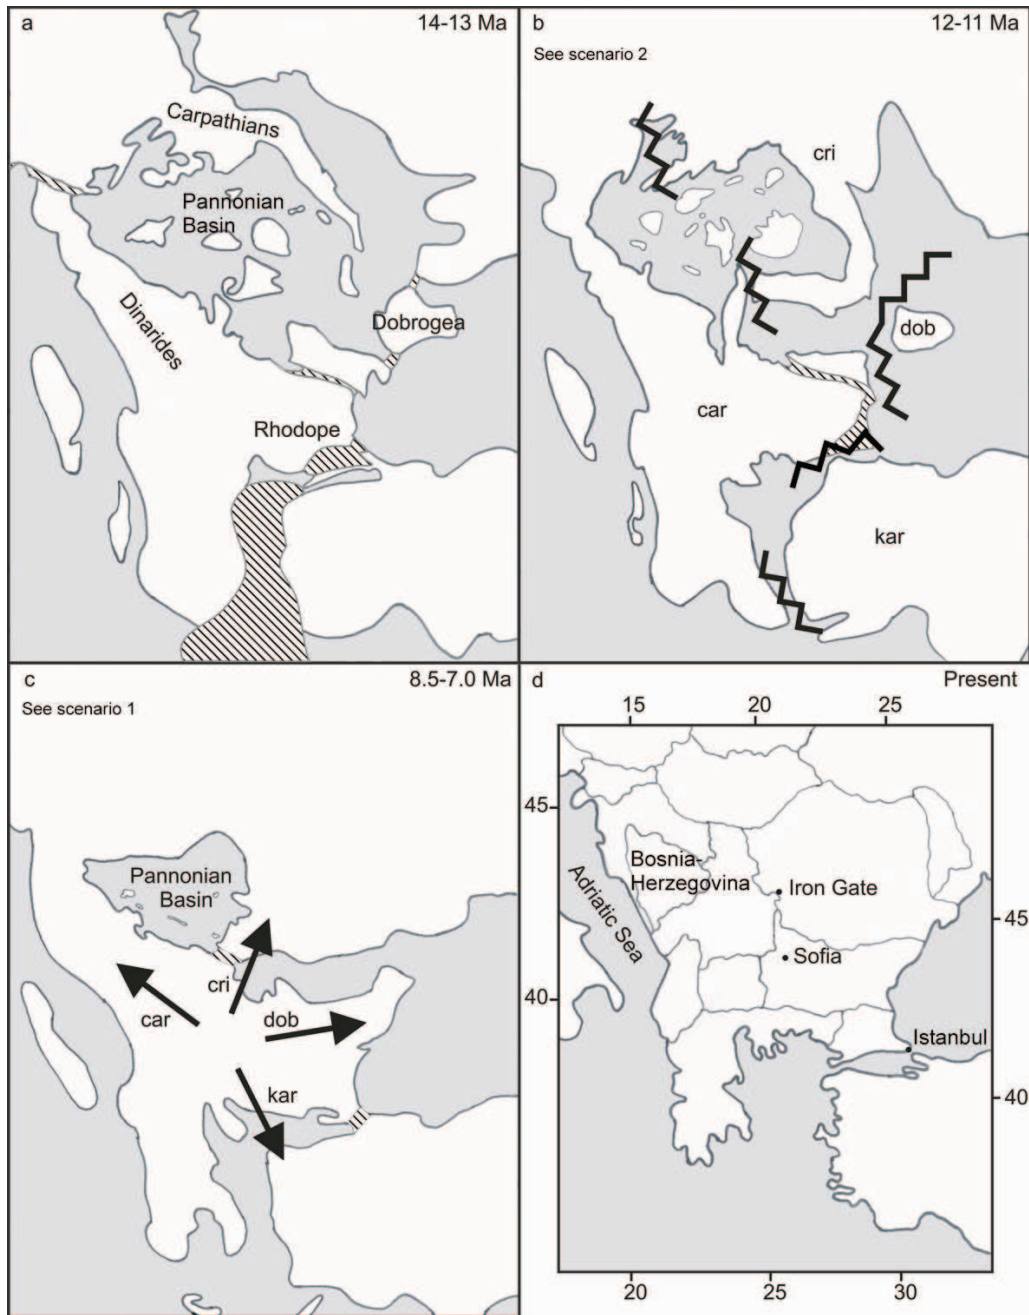 a
14-13 Ma
Carpathians
Pannonian
Basin
Dinarides
Dobrogea
Rhodope
b
12-11 Ma
See scenario 2
cri
dob
car
kar
c
8.5-7.0 Ma
See scenario 1
Pannonian
Basin
cri
car
dob
kar
d
Present
15
20
25
45
Bosnia-
Herzegovina
Iron Gate
Adriatic Sea
45
Sofia
40
Istanbul
40
20
25
30